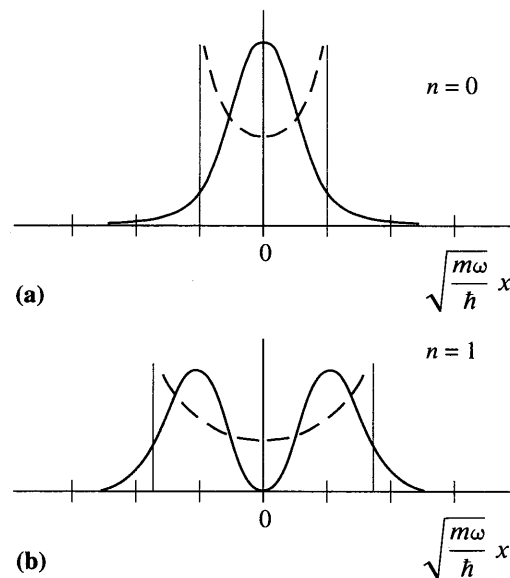 n = 0
0
(a)
√(mω/ħ) x
n = 1
0
(b)
√(mω/ħ) x